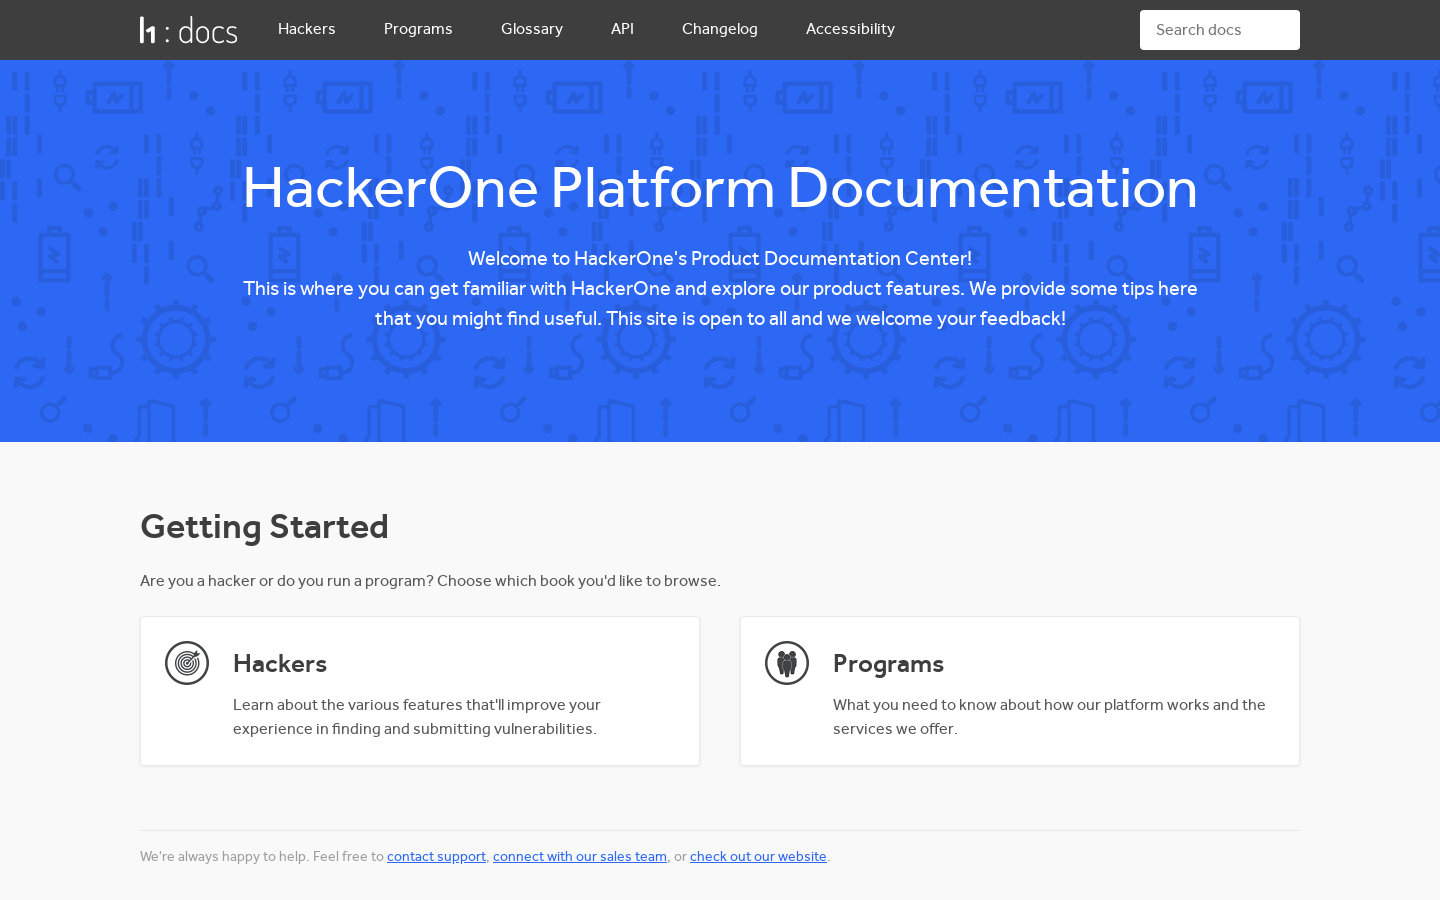 h1 : docs
Hackers
Programs
Glossary
API
Changelog
Accessibility
Search docs
HackerOne Platform Documentation
Welcome to HackerOne's Product Documentation Center!
This is where you can get familiar with HackerOne and explore our product features. We provide some tips here
that you might find useful. This site is open to all and we welcome your feedback!
Getting Started
Are you a hacker or do you run a program? Choose which book you'd like to browse.
Hackers
Learn about the various features that'll improve your
experience in finding and submitting vulnerabilities.
Programs
What you need to know about how our platform works and the
services we offer.
We're always happy to help. Feel free to contact support, connect with our sales team, or check out our website.